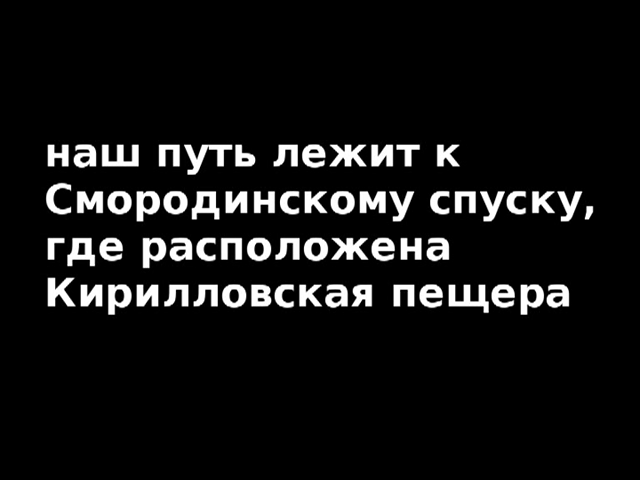 наш путь лежит к
Смородинскому спуску,
где расположена
Кирилловская пещера